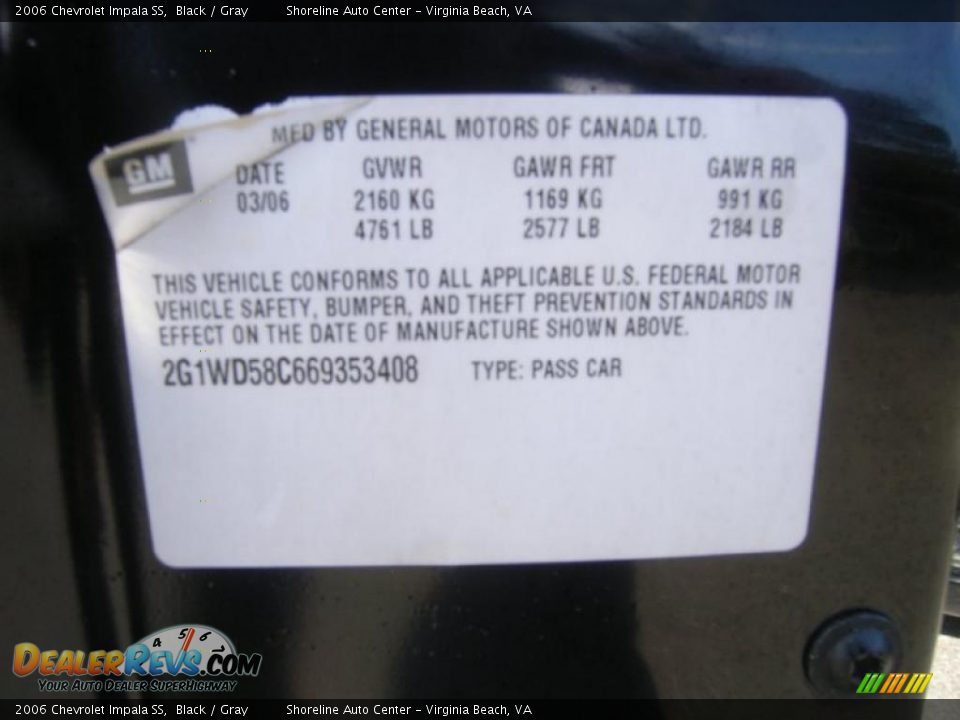 2006 Chevrolet Impala SS, Black / Gray Shoreline Auto Center - Virginia Beach, VA
MFD BY GENERAL MOTORS OF CANADA LTD.
GM
DATE GVWR GAWR FRT GAWR RR
03/06 2160 KG 1169 KG 991 KG
4761 LB 2577 LB 2184 LB
THIS VEHICLE CONFORMS TO ALL APPLICABLE U.S. FEDERAL MOTOR
VEHICLE SAFETY, BUMPER, AND THEFT PREVENTION STANDARDS IN
EFFECT ON THE DATE OF MANUFACTURE SHOWN ABOVE.
2G1WD58C669353408 TYPE: PASS CAR
4 5 6
DEALERREVS.COM
YOUR AUTO DEALER SUPERHIGHWAY
2006 Chevrolet Impala SS, Black / Gray Shoreline Auto Center - Virginia Beach, VA